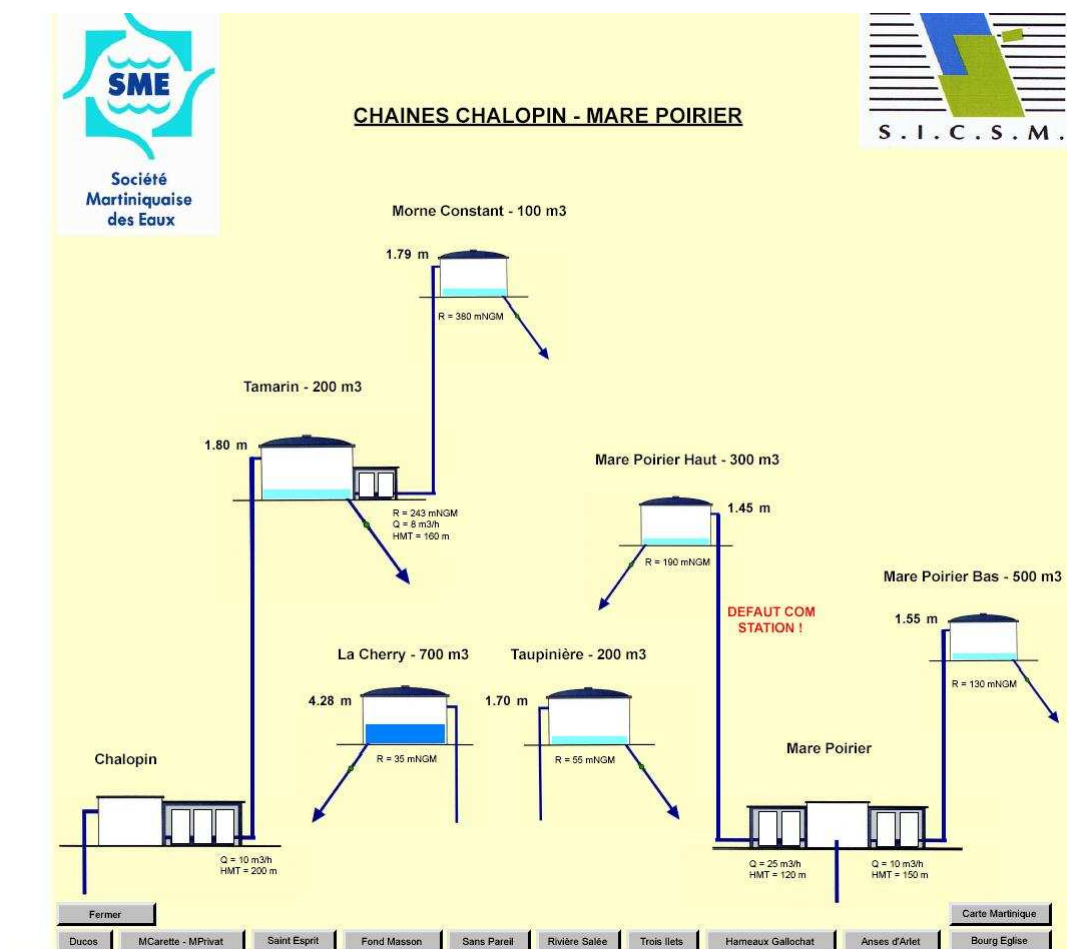 SME
Société
Martiniquaise
des Eaux
CHAINES CHALOPIN - MARE POIRIER
S.I.C.S.M.
Morne Constant - 100 m3
1.79 m
R = 380 mNGM
Tamarin - 200 m3
1.80 m
R = 243 mNGM
Q = 8 m3/h
HMT = 160 m
Mare Poirier Haut - 300 m3
1.45 m
R = 190 mNGM
DEFAUT COM
STATION !
Mare Poirier Bas - 500 m3
1.55 m
R = 130 mNGM
La Cherry - 700 m3
4.28 m
R = 35 mNGM
Taupinière - 200 m3
1.70 m
R = 55 mNGM
Chalopin
Q = 10 m3/h
HMT = 200 m
Mare Poirier
Q = 25 m3/h
HMT = 120 m
Q = 10 m3/h
HMT = 150 m
Fermer
Carte Martinique
Ducos
MCarette - MPrivat
Saint Esprit
Fond Masson
Sans Pareil
Rivière Salée
Trois Ilets
Hameaux Gallochat
Anses d'Arlet
Bourg Eglise